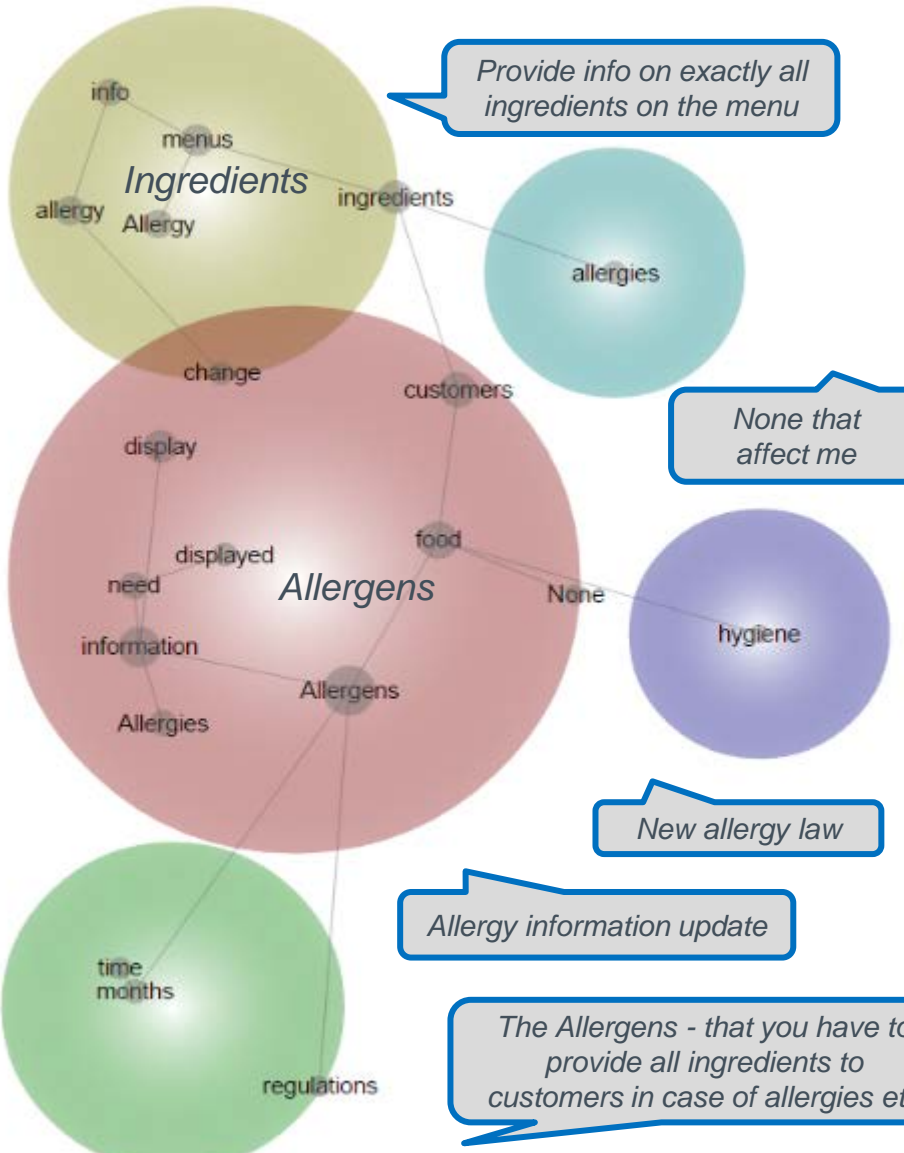 Provide info on exactly all
ingredients on the menu
info
menus
Ingredients
ingredients
allergy
Allergy
allergies
change
customers
None that
affect me
display
food
displayed
need
Allergens
None
hygiene
information
Allergens
Allergies
New allergy law
Allergy information update
time
months
The Allergens - that you have to
provide all ingredients to
customers in case of allergies et
regulations